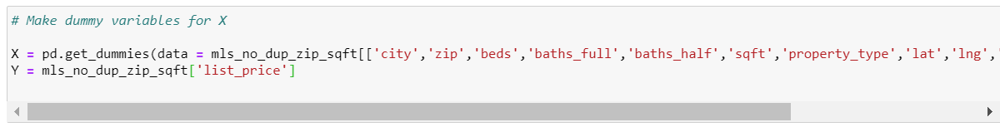 # Make dummy variables for X
X = pd.get_dummies(data = mls_no_dup_zip_sqft[['city','zip','beds','baths_full','baths_half','sqft','property_type','lat','lng','
Y = mls_no_dup_zip_sqft['list_price']